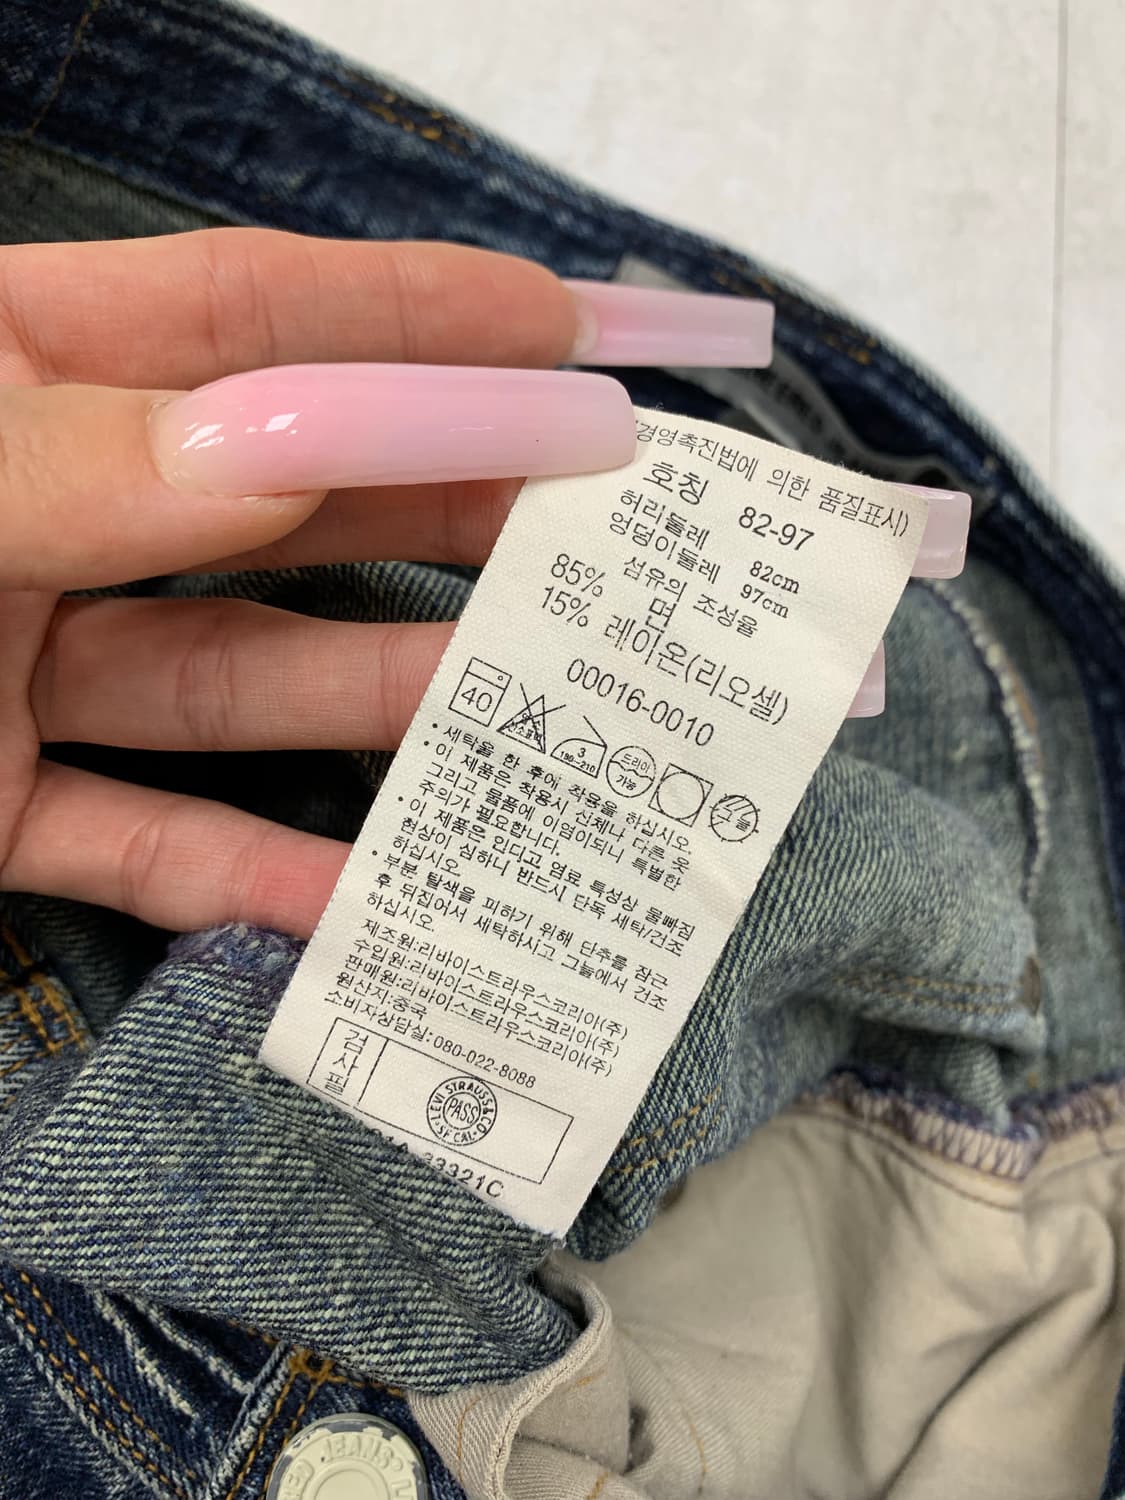 경영촉진법에 의한 품질표시)
호칭 82-97
허리둘레 82cm
엉덩이둘레 97cm
섬유의 조성율
85% 면
15% 레이온(리오셀)
00016-0010
40
3
180-210
드라이
가능
그늘
• 세탁을 한 후에 착용을 하십시오.
• 이 제품은 착용시 신체나 다른 옷
그리고 물품에 이염이되니 특별한
주의가 필요합니다.
• 이 제품은 인디고 염료 특성상 물빠짐
현상이 심하니 반드시 단독 세탁/건조
하십시오
• 부분 탈색을 피하기 위해 단추를 잠근
후 뒤집어서 세탁하시고 그늘에서 건조
하십시오.
제조원:리바이스트라우스코리아(주)
수입원:리바이스트라우스코리아(주)
판매원:리바이스트라우스코리아(주)
원산지:중국
소비자상담실:080-022-8088
검사필
LEVI STRAUSS &
PASS
SF CAL
33321C
JEANS